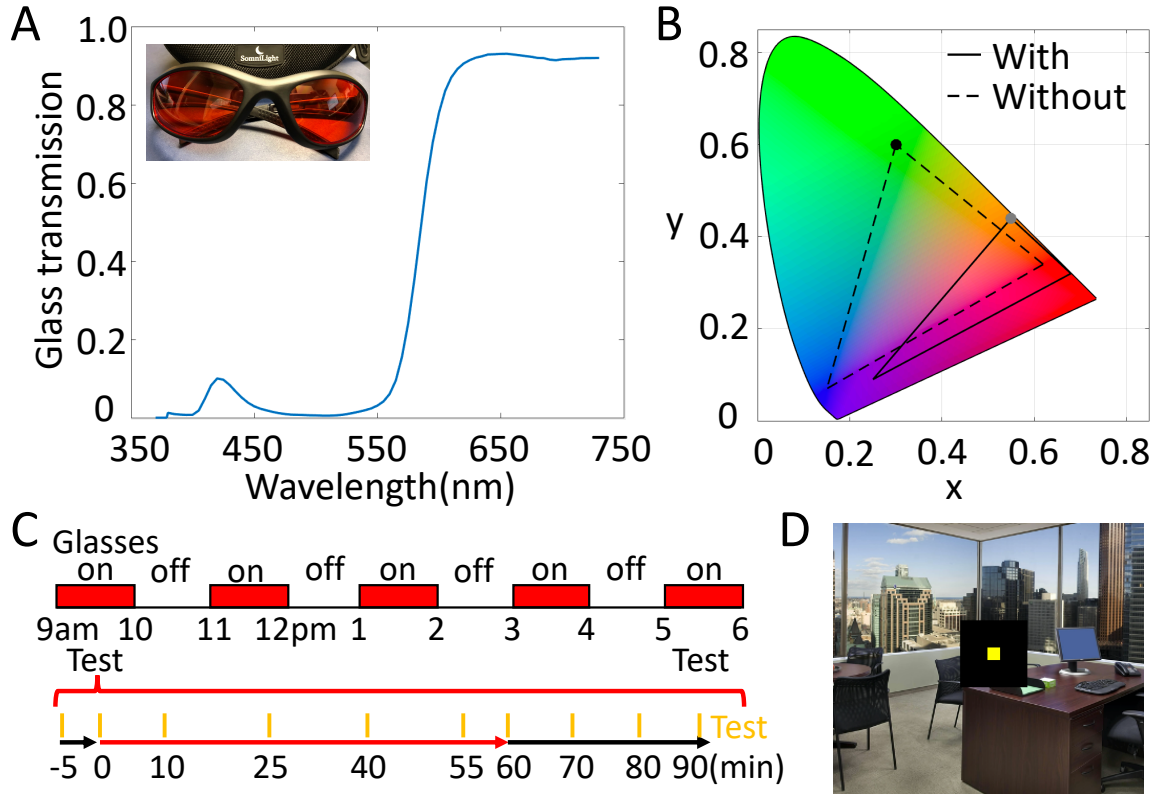 A
1.0
0.8
0.6
0.4
0.2
0
Glass transmission
SomniLight
350 450 550 650 750
Wavelength(nm)
B
0.8
0.6
0.4
0.2
0
y
With
Without
0 0.2 0.4 0.6 0.8
x
C
Glasses
on off on off on off on off on
9am 10 11 12pm 1 2 3 4 5 6
Test Test
Test
-5 0 10 25 40 55 60 70 80 90(min)
D